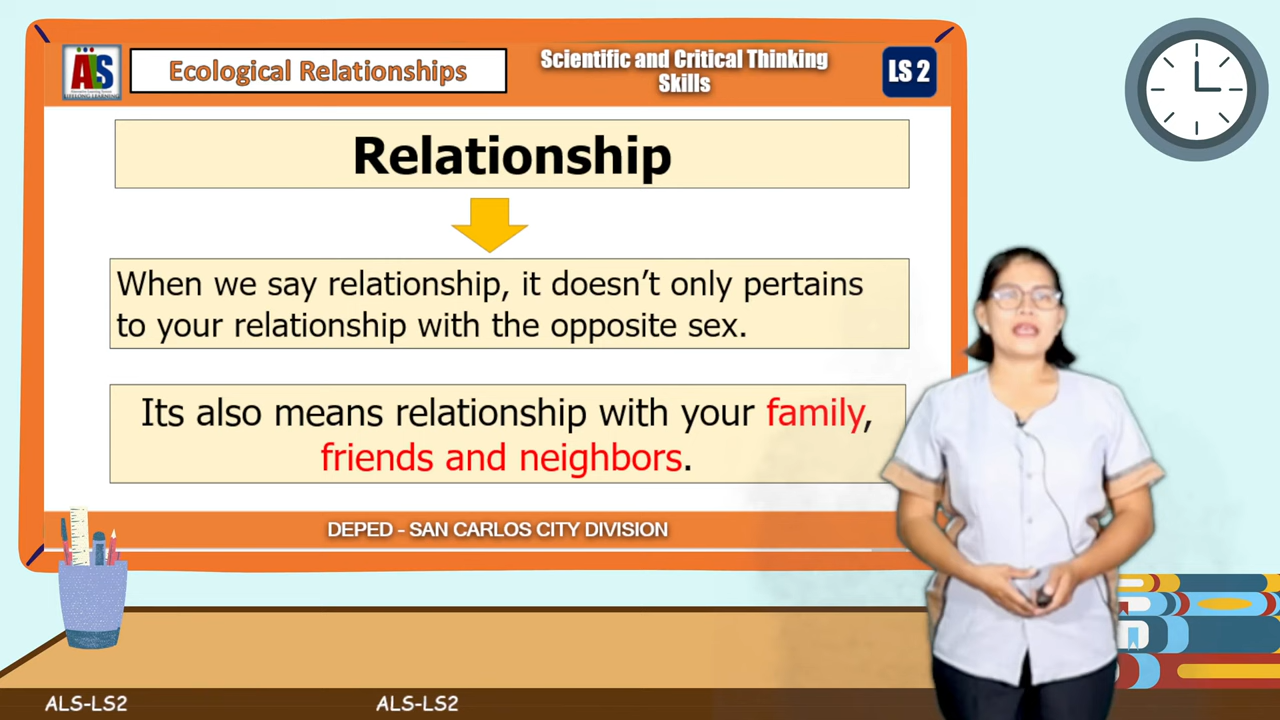 ALS
Ecological Relationships
Scientific and Critical Thinking
Skills
LS 2
Relationship
When we say relationship, it doesn't only pertains
to your relationship with the opposite sex.
Its also means relationship with your family,
friends and neighbors.
DEPED - SAN CARLOS CITY DIVISION
ALS-LS2
ALS-LS2